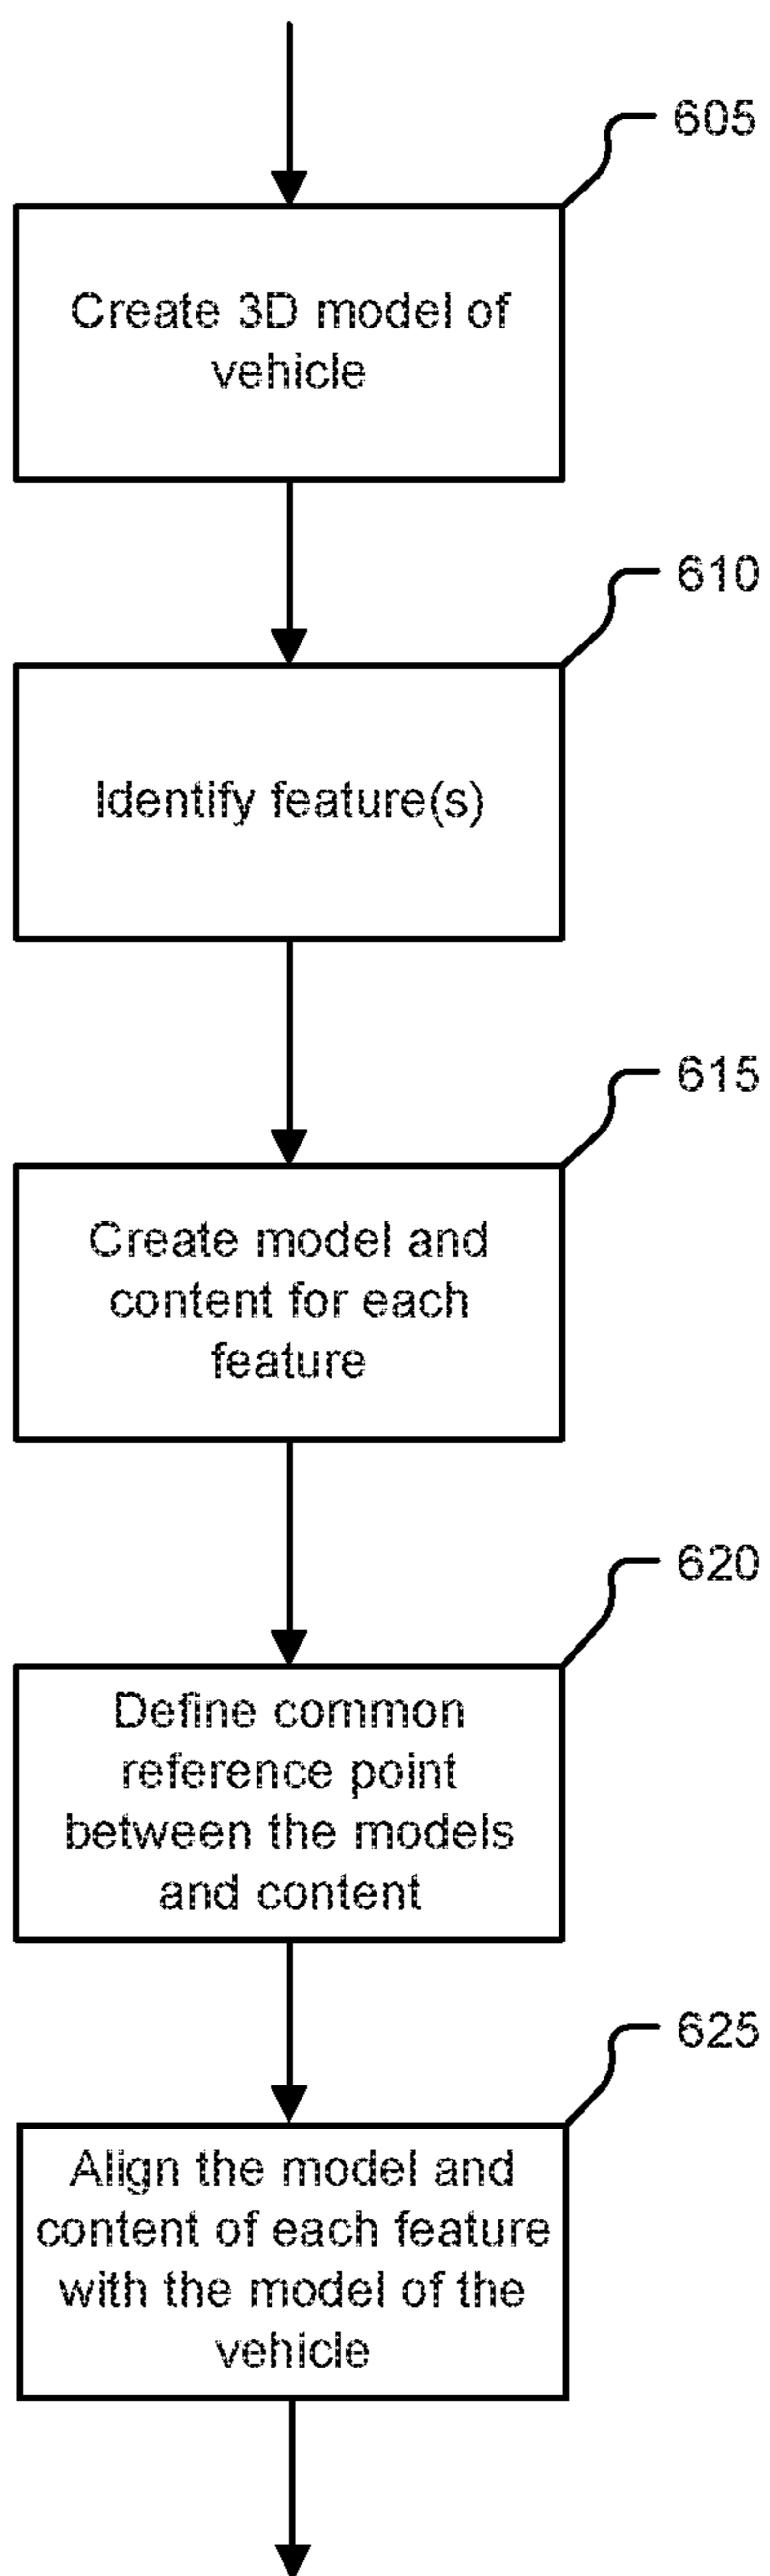 605
Create 3D model of
vehicle
610
Identify feature(s)
615
Create model and
content for each
feature
620
Define common
reference point
between the models
and content
625
Align the model and
content of each feature
with the model of the
vehicle